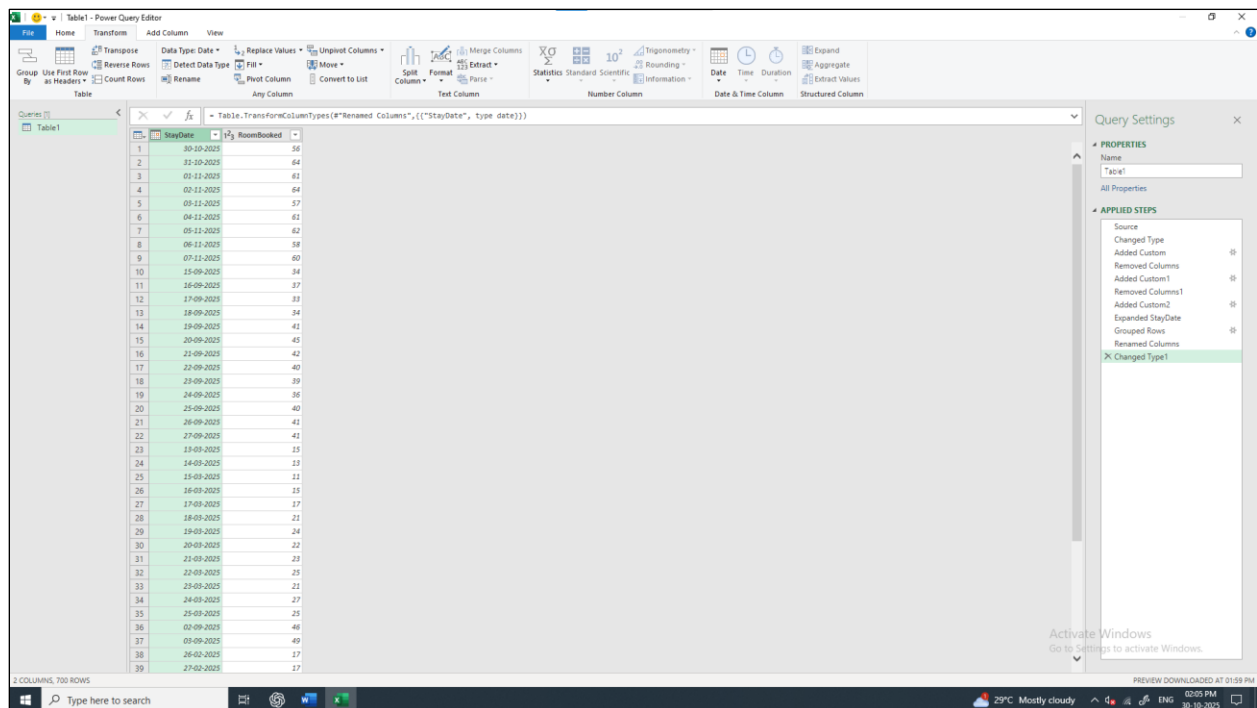 Table1 - Power Query Editor
File Home Transform Add Column View
Group By
Use First Row as Headers
Transpose
Reverse Rows
Count Rows
Table
Data Type: Date
Detect Data Type
Rename
Replace Values
Fill
Pivot Column
Unpivot Columns
Move
Convert to List
Any Column
Split Column
Format
Merge Columns
Extract
Parse
Text Column
Statistics
Standard
Scientific
Trigonometry
Rounding
Information
Number Column
Date
Time
Duration
Date & Time Column
Expand
Aggregate
Extract Values
Structured Column
Queries [1]
Table1
= Table.TransformColumnTypes(#"Renamed Columns",{{"StayDate", type date}})
StayDate RoomBooked
1 30-10-2025 56
2 31-10-2025 64
3 01-11-2025 61
4 02-11-2025 64
5 03-11-2025 57
6 04-11-2025 61
7 05-11-2025 62
8 06-11-2025 58
9 07-11-2025 60
10 15-09-2025 34
11 16-09-2025 37
12 17-09-2025 33
13 18-09-2025 34
14 19-09-2025 41
15 20-09-2025 45
16 21-09-2025 42
17 22-09-2025 40
18 23-09-2025 39
19 24-09-2025 36
20 25-09-2025 40
21 26-09-2025 41
22 27-09-2025 41
23 13-03-2025 15
24 14-03-2025 13
25 15-03-2025 11
26 16-03-2025 15
27 17-03-2025 17
28 18-03-2025 21
29 19-03-2025 24
30 20-03-2025 22
31 21-03-2025 23
32 22-03-2025 25
33 23-03-2025 21
34 24-03-2025 27
35 25-03-2025 25
36 02-09-2025 46
37 03-09-2025 49
38 26-02-2025 17
39 27-02-2025 17
Query Settings
PROPERTIES
Name
Table1
All Properties
APPLIED STEPS
Source
Changed Type
Added Custom
Removed Columns
Added Custom1
Removed Columns1
Added Custom2
Expanded StayDate
Grouped Rows
Renamed Columns
Changed Type1
Activate Windows
Go to Settings to activate Windows.
2 COLUMNS, 700 ROWS
PREVIEW DOWNLOADED AT 01:59 PM
Type here to search
29°C Mostly cloudy
ENG
02:05 PM
30-10-2025